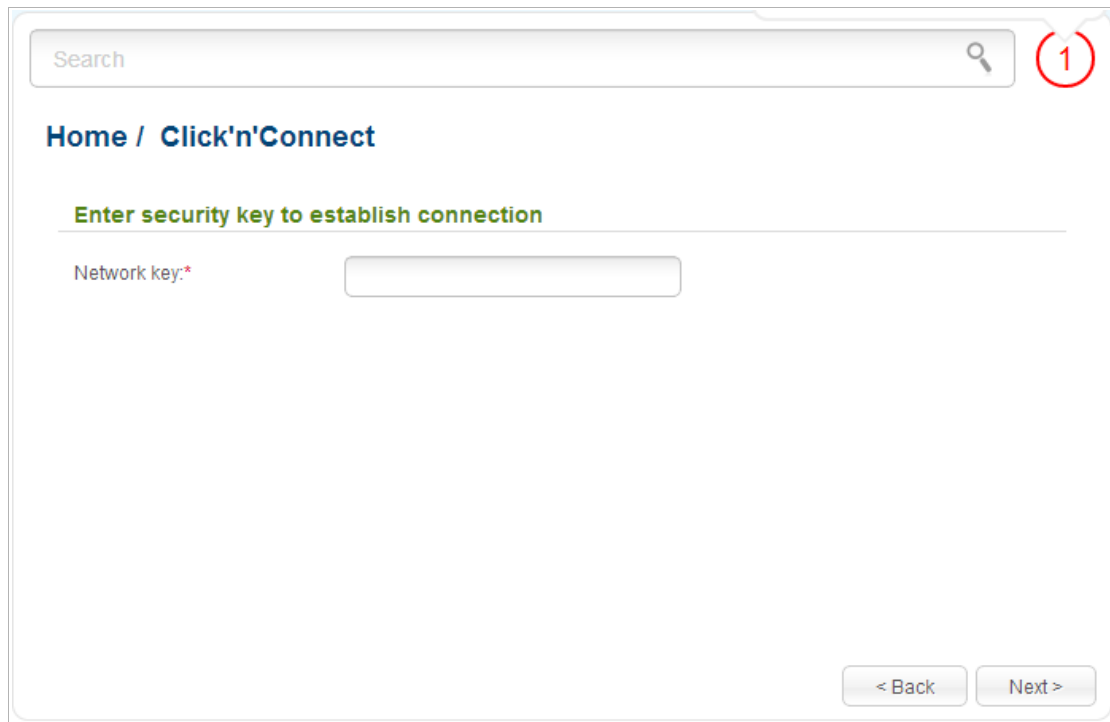 Search
1
Home / Click'n'Connect
Enter security key to establish connection
Network key:*
< Back
Next >